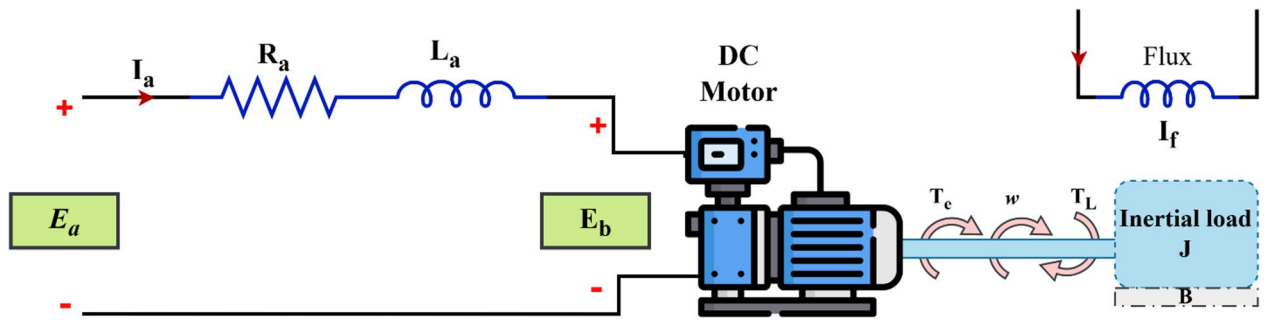 I_a
R_a
L_a
DC
Motor
Flux
I_f
+
+
E_a
E_b
T_e
w
T_L
Inertial load
J
-
-
B